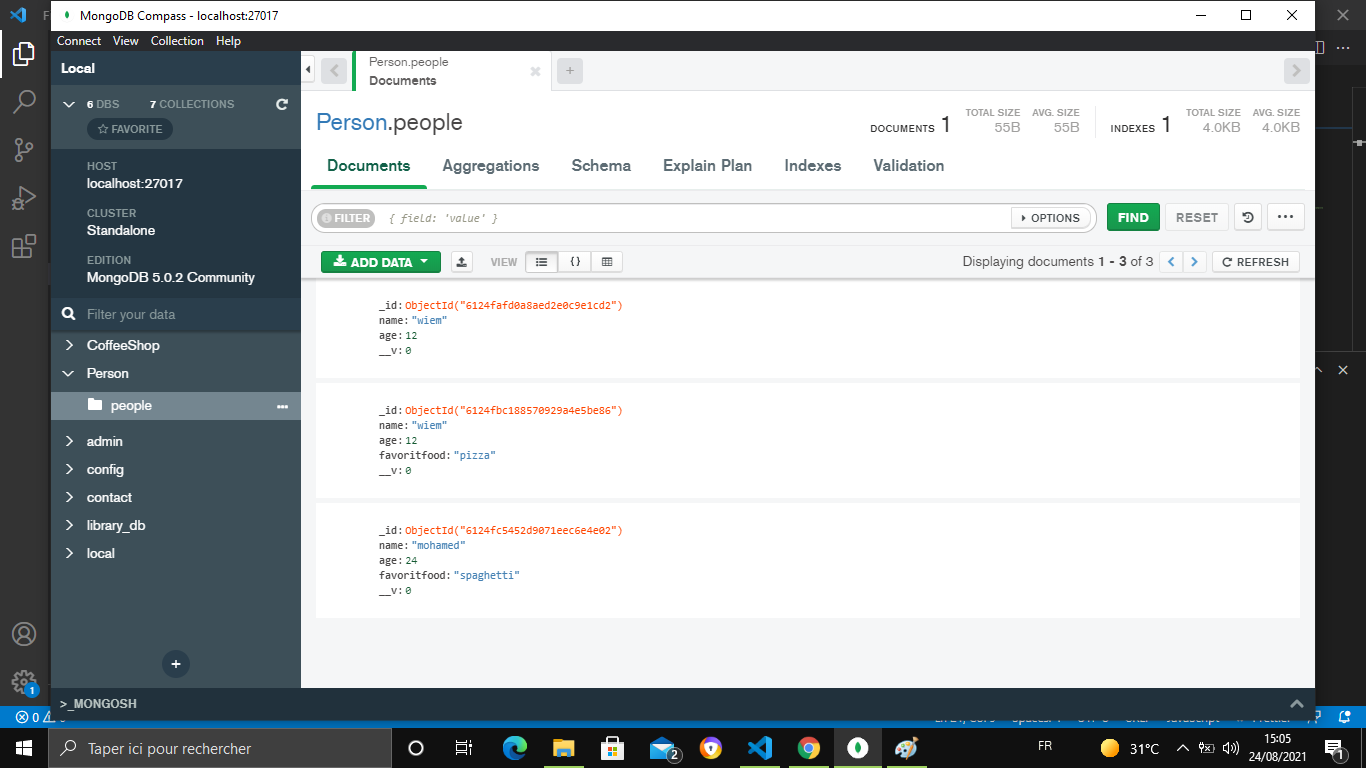 MongoDB Compass - localhost:27017
Connect View Collection Help
Local
6 DBS 7 COLLECTIONS
FAVORITE
HOST
localhost:27017
CLUSTER
Standalone
EDITION
MongoDB 5.0.2 Community
Filter your data
CoffeeShop
Person
people
admin
config
contact
library_db
local
Person.people
Documents
Person.people
DOCUMENTS 1 TOTAL SIZE 55B AVG. SIZE 55B INDEXES 1 TOTAL SIZE 4.0KB AVG. SIZE 4.0KB
Documents Aggregations Schema Explain Plan Indexes Validation
FILTER { field: 'value' } OPTIONS FIND RESET
ADD DATA VIEW {} Displaying documents 1 - 3 of 3 REFRESH
_id: ObjectId("6124fafd0a8aed2e0c9e1cd2")
name: "wiem"
age: 12
__v: 0
_id: ObjectId("6124fbc188570929a4e5be86")
name: "wiem"
age: 12
favoritfood: "pizza"
__v: 0
_id: ObjectId("6124fc5452d9071eec6e4e02")
name: "mohamed"
age: 24
favoritfood: "spaghetti"
__v: 0
>_MONGOSH
1
0
Taper ici pour rechercher
2
FR
31°C
15:05
24/08/2021
1